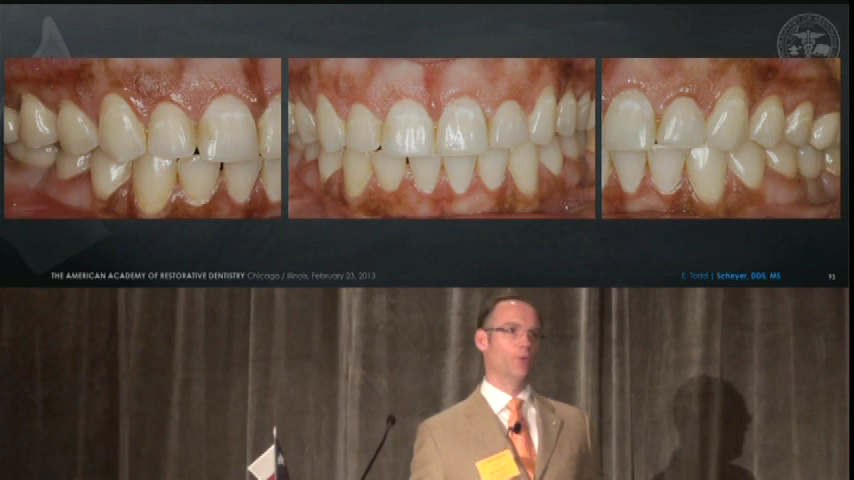 THE AMERICAN ACADEMY OF RESTORATIVE DENTISTRY Chicago / Illinois, February 23, 2013
E. Todd | Scheyer, DDS, MS